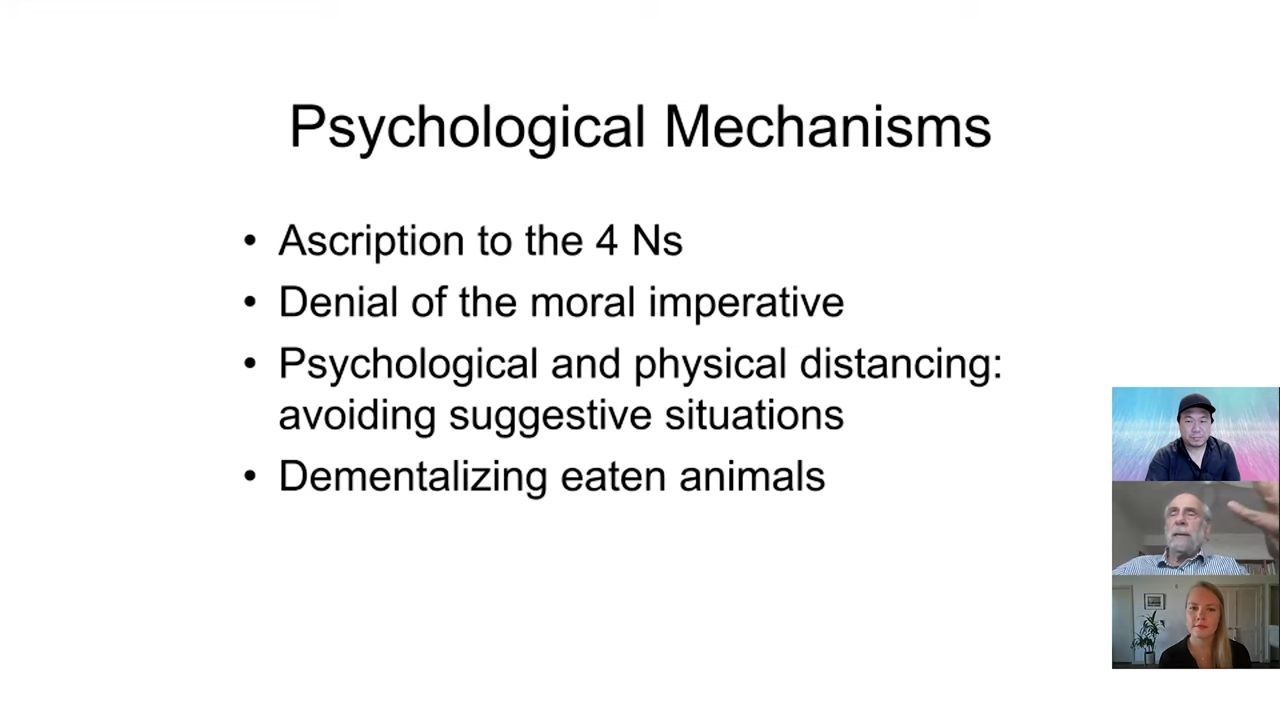 Psychological Mechanisms
• Ascription to the 4 Ns
• Denial of the moral imperative
• Psychological and physical distancing:
avoiding suggestive situations
• Dementalizing eaten animals